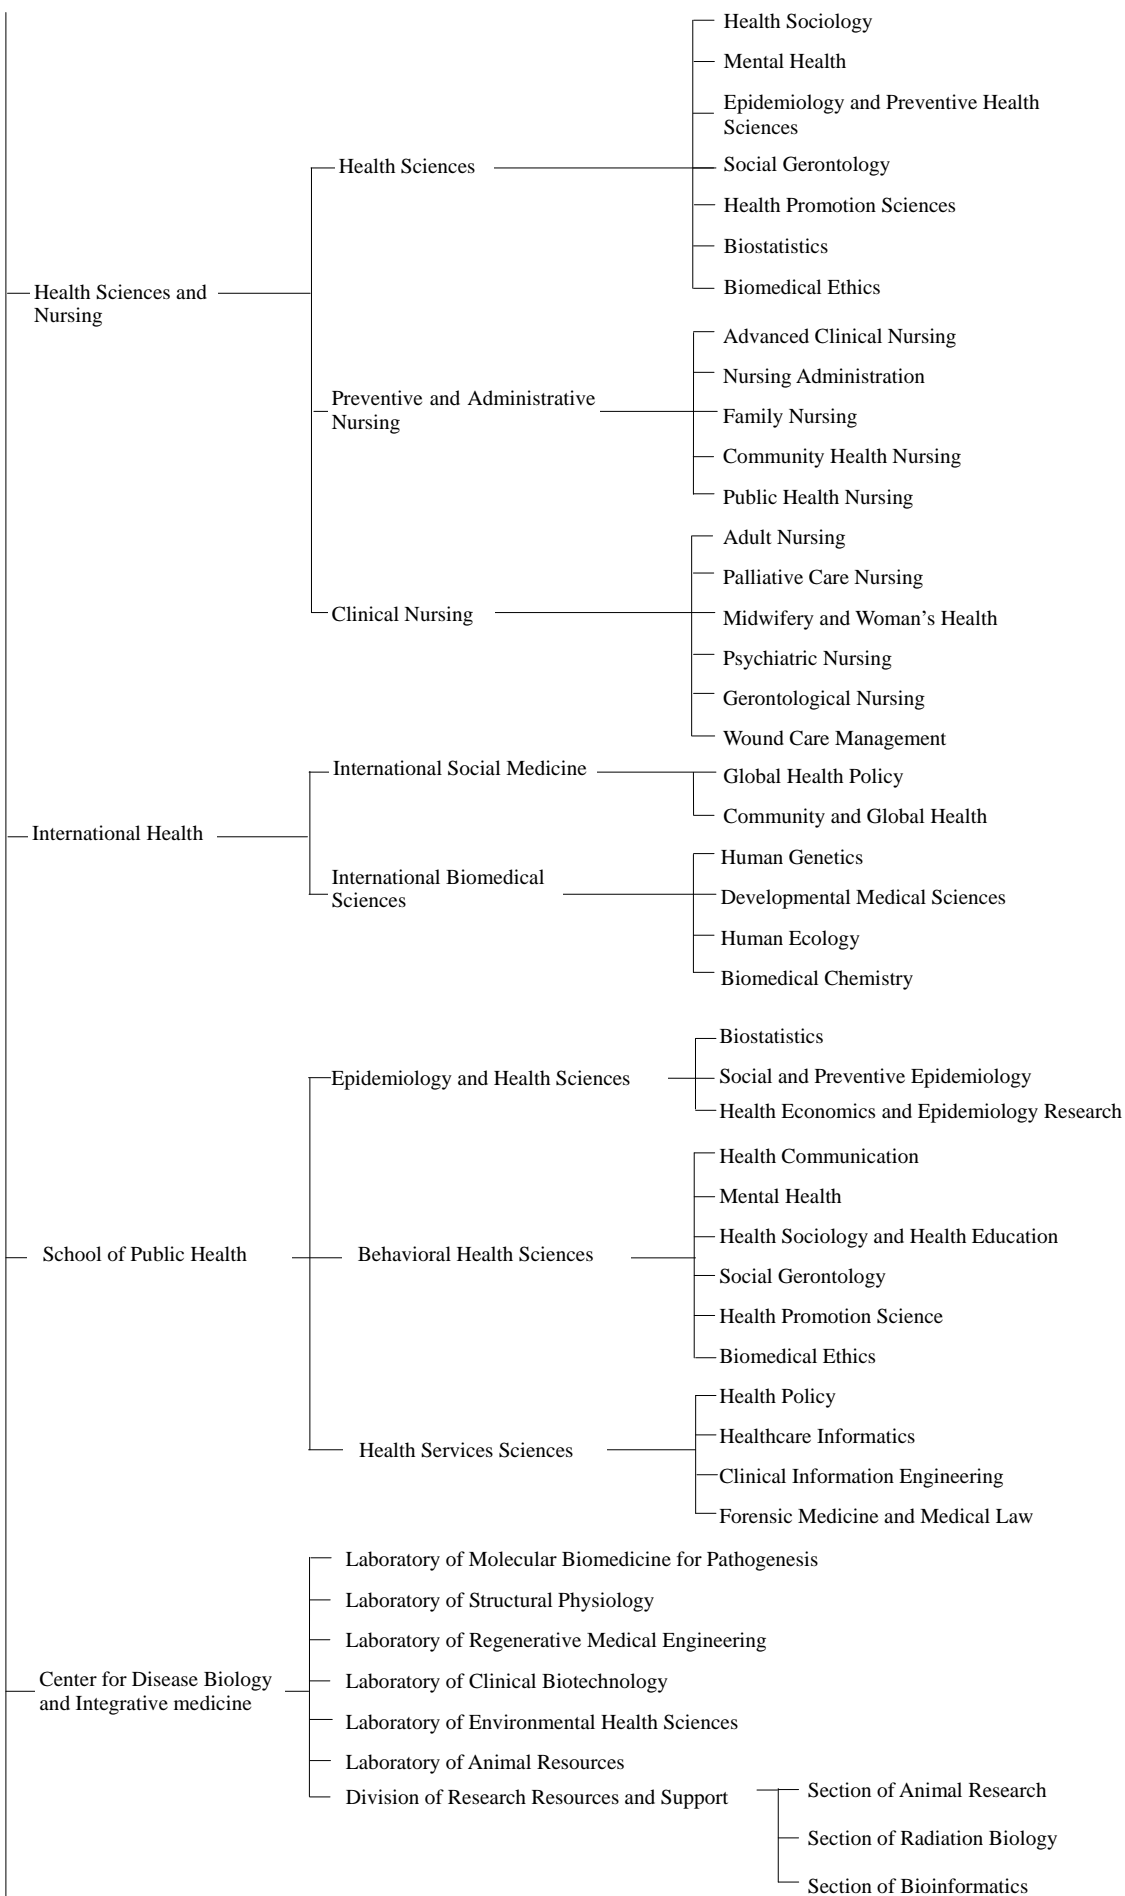 Health Sociology
Mental Health
Epidemiology and Preventive Health
Sciences
Health Sciences
Social Gerontology
Health Promotion Sciences
Biostatistics
Biomedical Ethics
Health Sciences and
Nursing
Advanced Clinical Nursing
Nursing Administration
Preventive and Administrative
Nursing
Family Nursing
Community Health Nursing
Public Health Nursing
Adult Nursing
Palliative Care Nursing
Clinical Nursing
Midwifery and Woman's Health
Psychiatric Nursing
Gerontological Nursing
Wound Care Management
International Social Medicine
Global Health Policy
Community and Global Health
International Health
Human Genetics
International Biomedical
Sciences
Developmental Medical Sciences
Human Ecology
Biomedical Chemistry
Biostatistics
Epidemiology and Health Sciences
Social and Preventive Epidemiology
Health Economics and Epidemiology Research
Health Communication
Mental Health
Health Sociology and Health Education
School of Public Health
Behavioral Health Sciences
Social Gerontology
Health Promotion Science
Biomedical Ethics
Health Policy
Healthcare Informatics
Health Services Sciences
Clinical Information Engineering
Forensic Medicine and Medical Law
Laboratory of Molecular Biomedicine for Pathogenesis
Laboratory of Structural Physiology
Laboratory of Regenerative Medical Engineering
Center for Disease Biology
and Integrative medicine
Laboratory of Clinical Biotechnology
Laboratory of Environmental Health Sciences
Laboratory of Animal Resources
Division of Research Resources and Support
Section of Animal Research
Section of Radiation Biology
Section of Bioinformatics